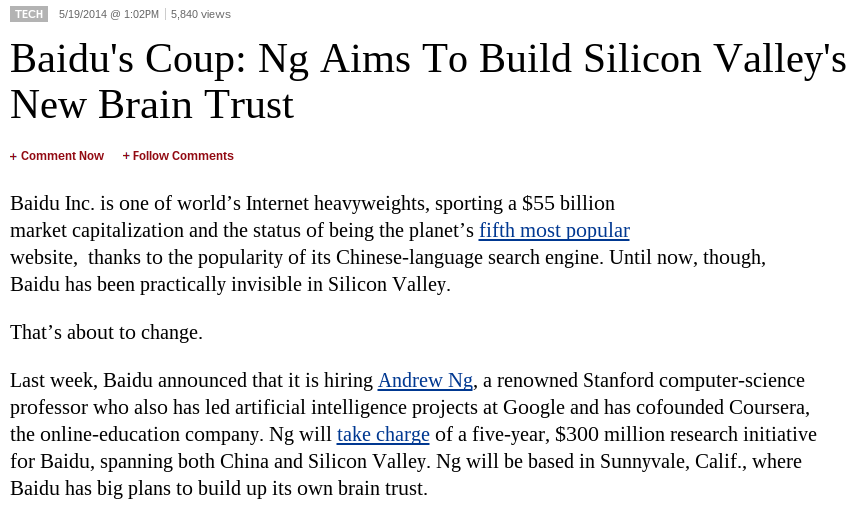 TECH 5/19/2014 @ 1:02PM | 5,840 views
Baidu's Coup: Ng Aims To Build Silicon Valley's
New Brain Trust
+ Comment Now + Follow Comments
Baidu Inc. is one of world’s Internet heavyweights, sporting a $55 billion
market capitalization and the status of being the planet’s fifth most popular
website,  thanks to the popularity of its Chinese-language search engine. Until now, though,
Baidu has been practically invisible in Silicon Valley.
That’s about to change.
Last week, Baidu announced that it is hiring Andrew Ng, a renowned Stanford computer-science
professor who also has led artificial intelligence projects at Google and has cofounded Coursera,
the online-education company. Ng will take charge of a five-year, $300 million research initiative
for Baidu, spanning both China and Silicon Valley. Ng will be based in Sunnyvale, Calif., where
Baidu has big plans to build up its own brain trust.